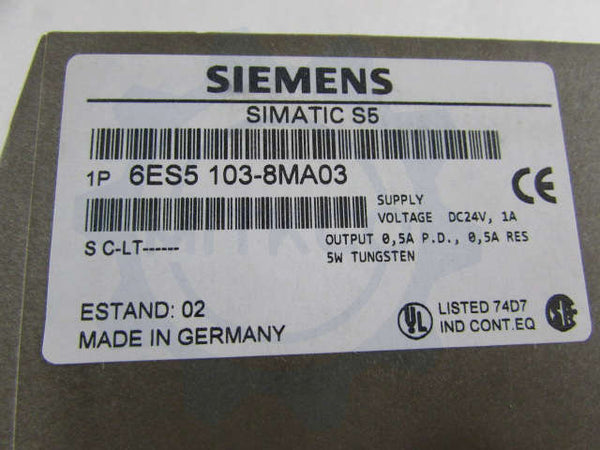 SIEMENS
SIMATIC S5
1P 6ES5 103-8MA03
CE
SUPPLY
VOLTAGE DC24V, 1A
S C-LT------
OUTPUT 0,5A P.D., 0,5A RES
5W TUNGSTEN
ESTAND: 02
MADE IN GERMANY
UL
LISTED 74D7
IND CONT.EQ